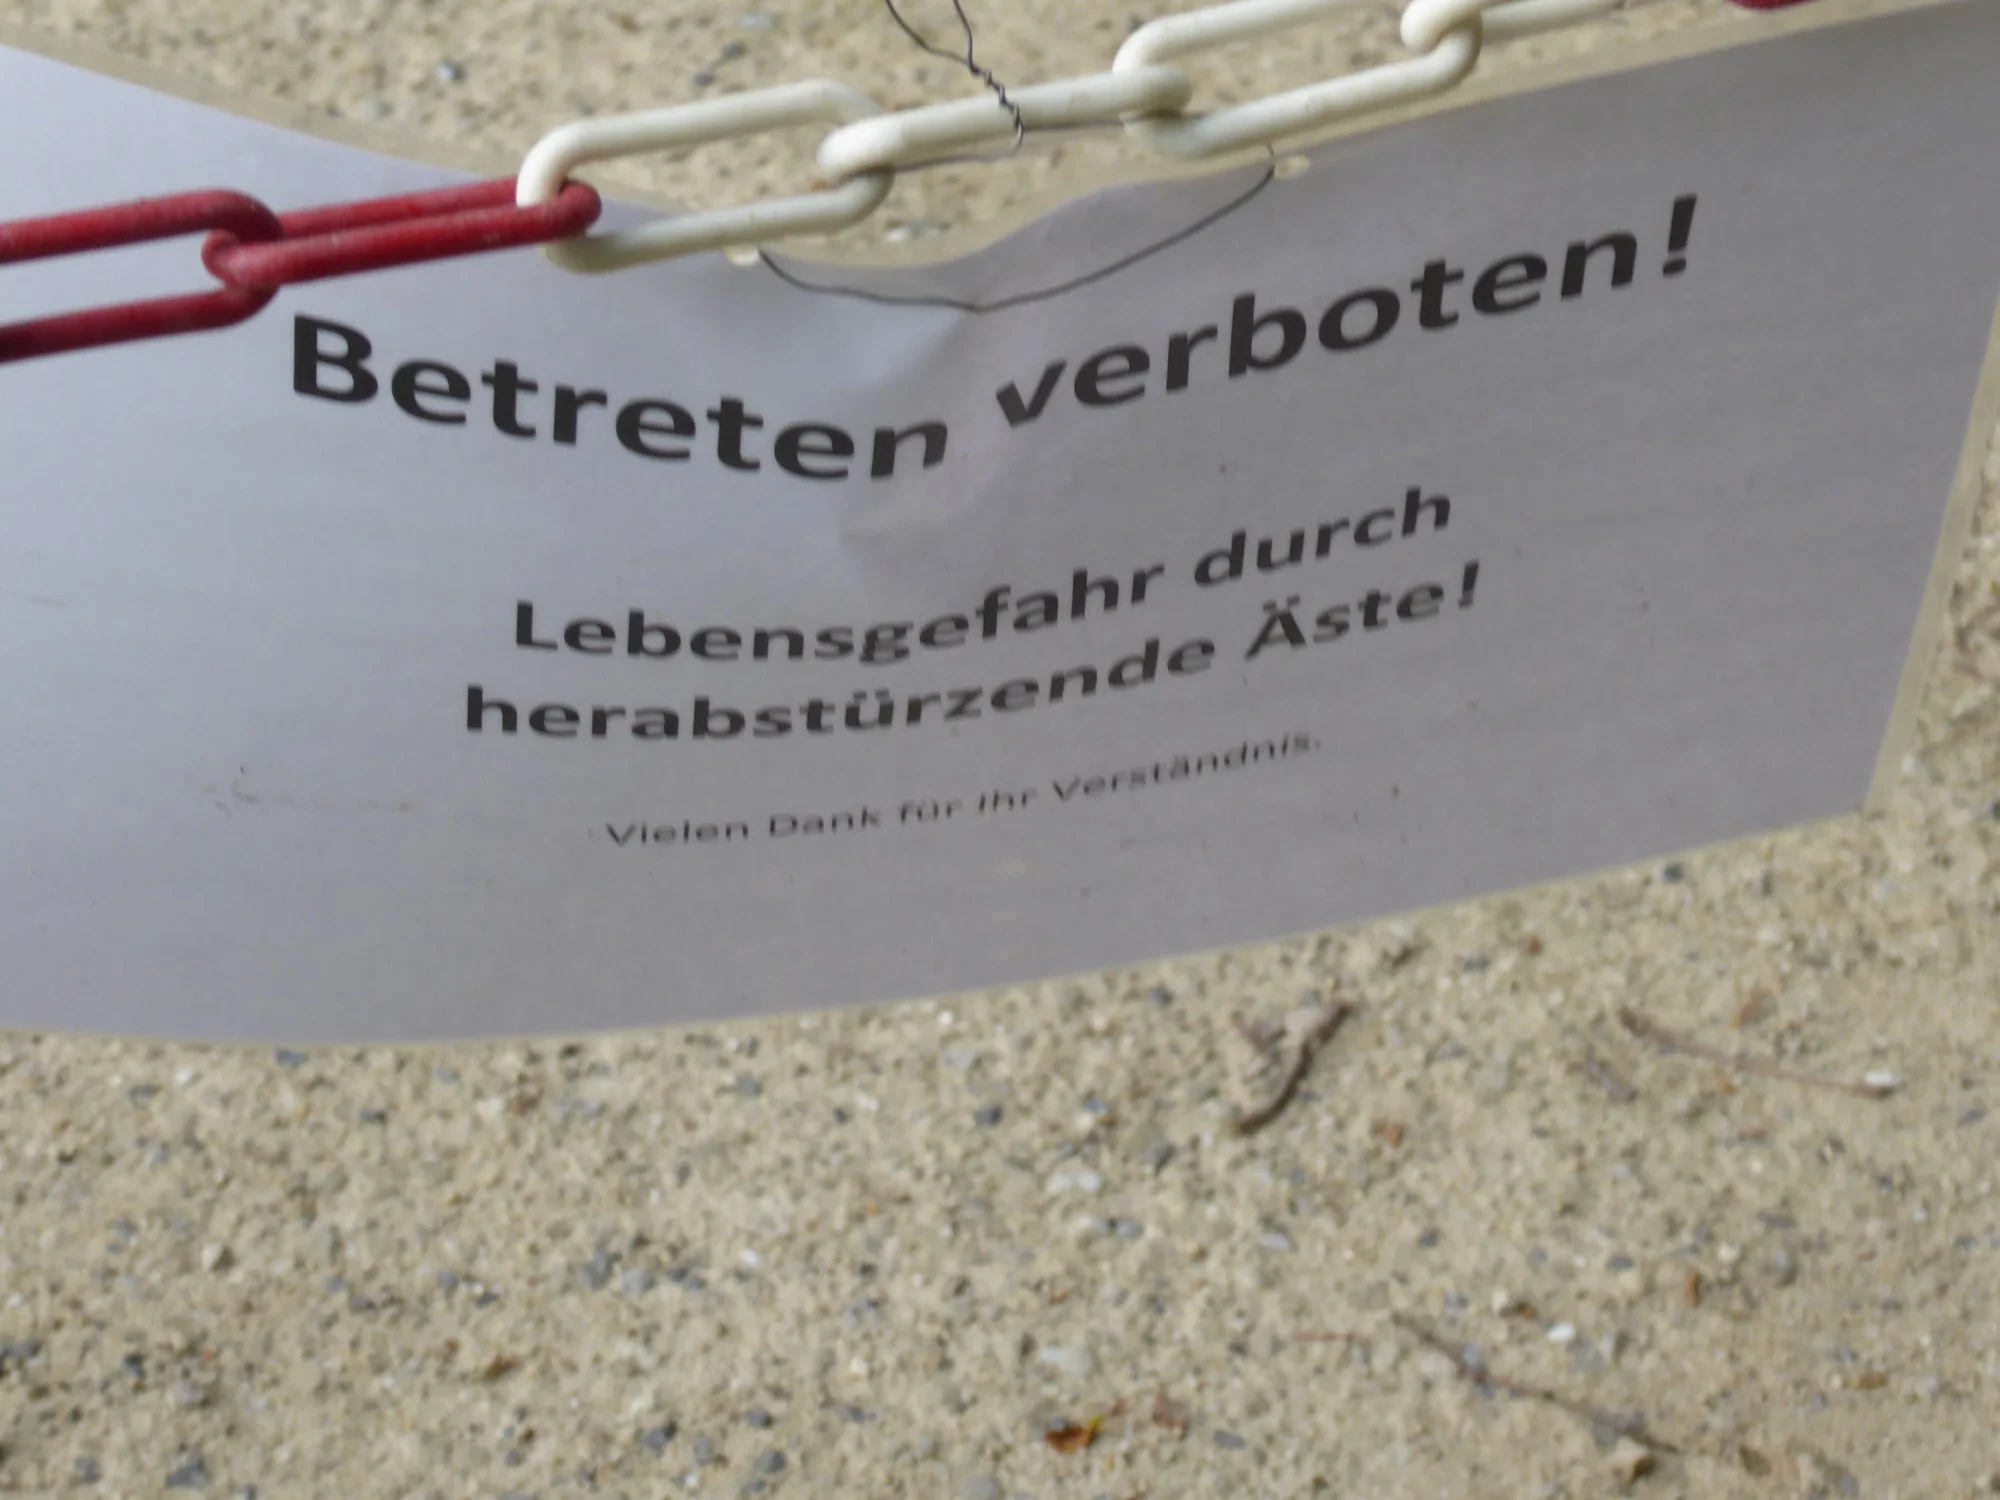 Betreten verboten!
Lebensgefahr durch
herabstürzende Äste!
Vielen Dank für Ihr Verständnis.